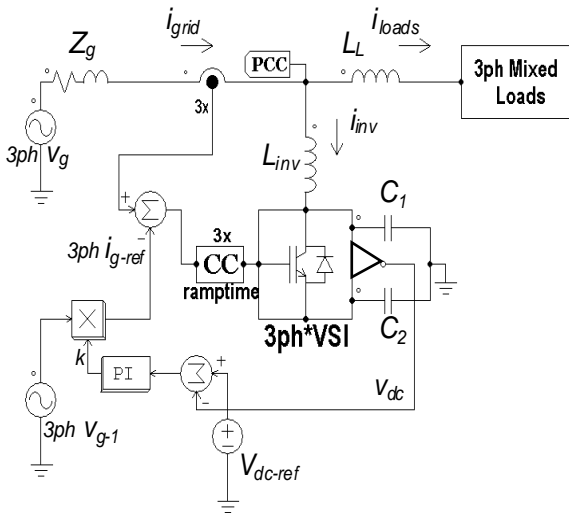 i_grid
i_loads
Z_g
L_L
PCC
3ph Mixed
Loads
3x
3ph v_g
i_inv
L_inv
+
Σ
-
3ph i_g-ref
3x
CC
ramptime
C_1
C_2
3ph*VSI
X
k
PI
Σ
+
-
v_dc
3ph v_g-1
+
-
V_dc-ref